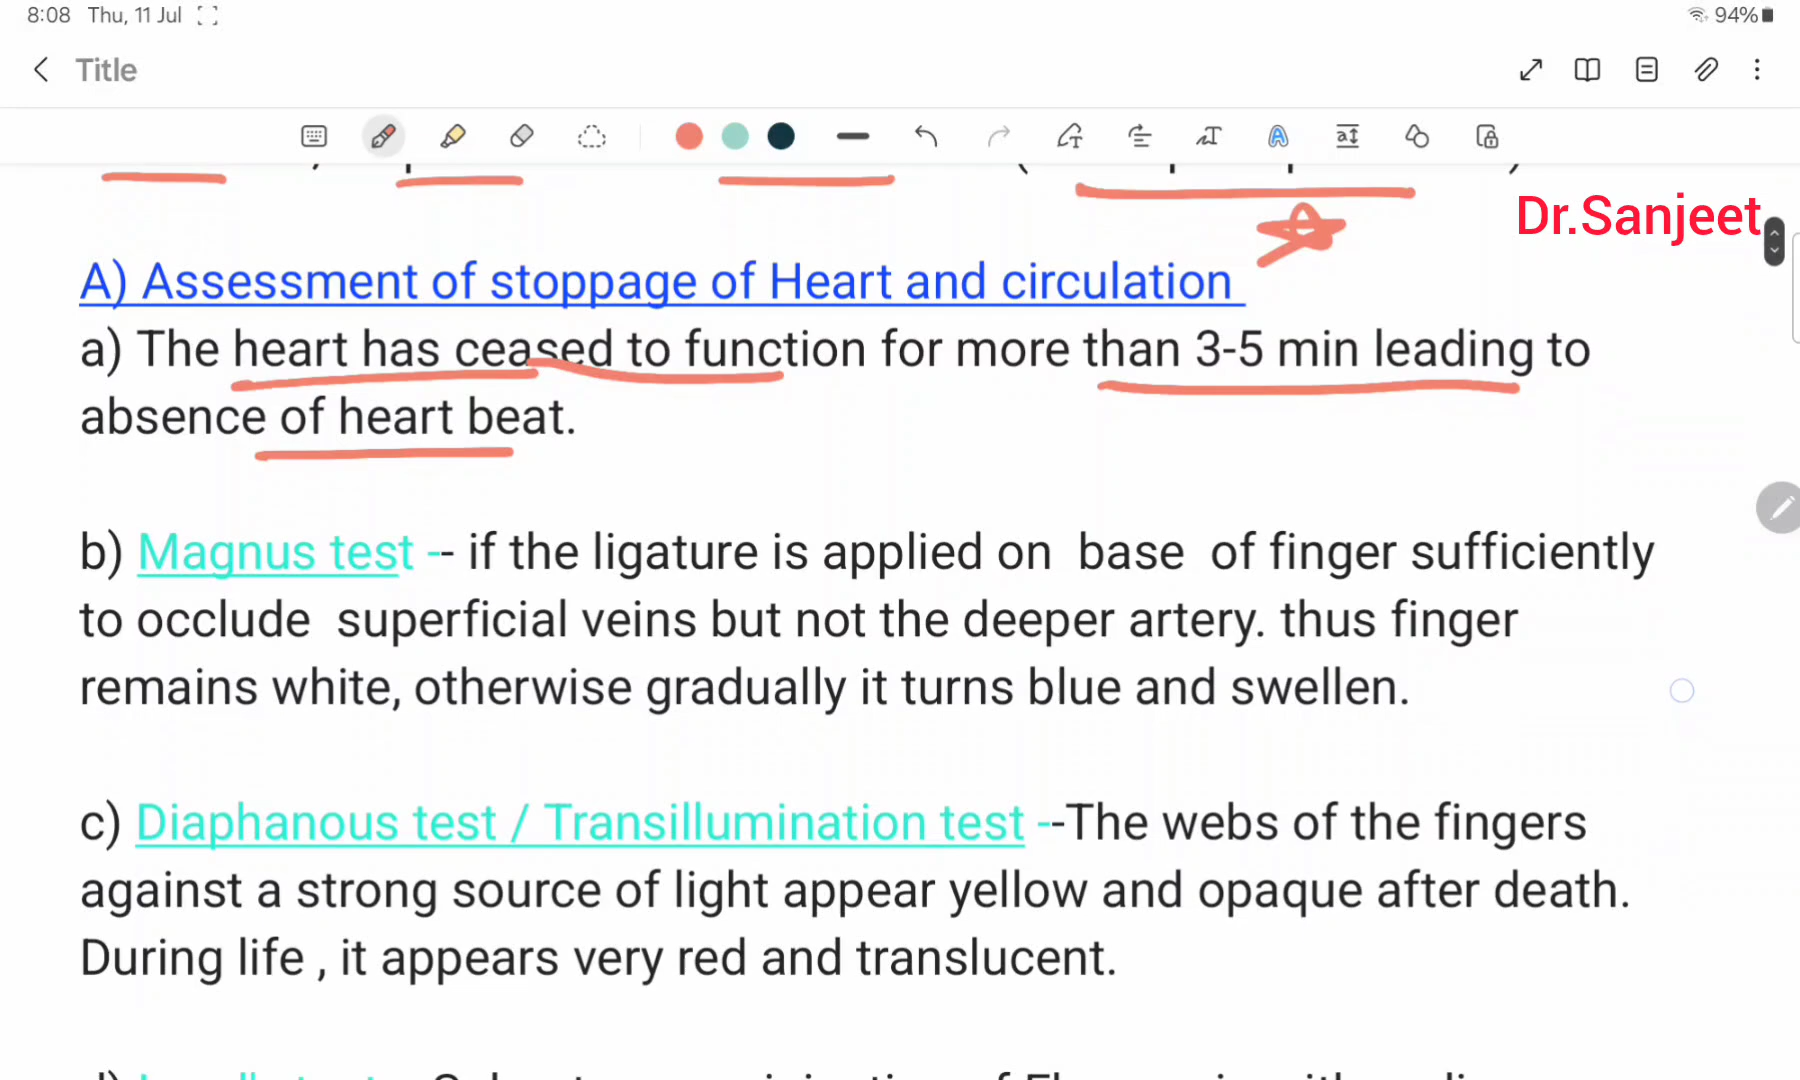 8:08 Thu, 11 Jul
94%
Title
Dr.Sanjeet
A) Assessment of stoppage of Heart and circulation
a) The heart has ceased to function for more than 3-5 min leading to
absence of heart beat.
b) Magnus test -- if the ligature is applied on base of finger sufficiently
to occlude superficial veins but not the deeper artery. thus finger
remains white, otherwise gradually it turns blue and swellen.
c) Diaphanous test / Transillumination test --The webs of the fingers
against a strong source of light appear yellow and opaque after death.
During life , it appears very red and translucent.